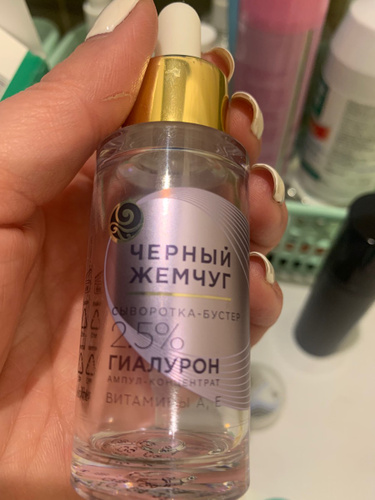 ЧЕРНЫЙ
ЖЕМЧУГ
СЫВОРОТКА-БУСТЕР
2,5%
ГИАЛУРОН
АМПУЛ-КОНЦЕНТРАТ
ВИТАМИНЫ А, Е